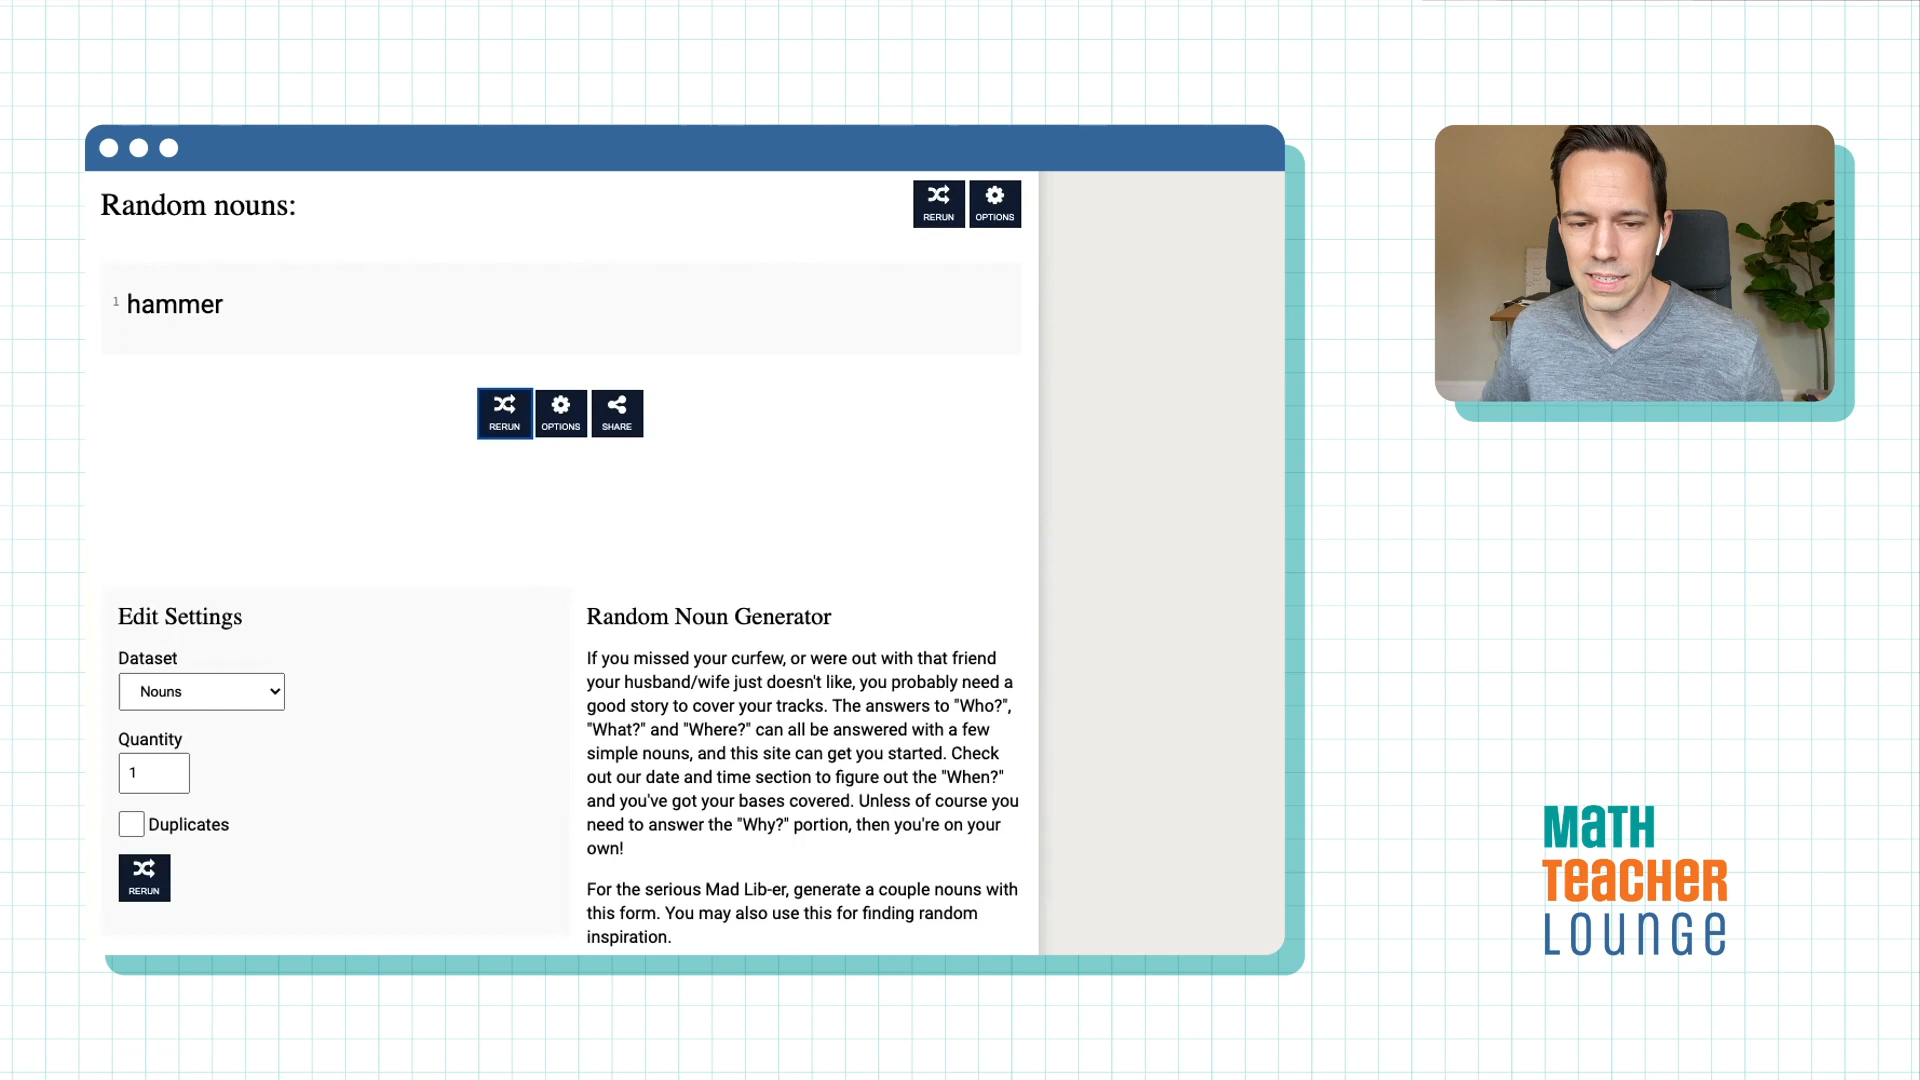 Random nouns:
RERUN
OPTIONS
1 hammer
RERUN
OPTIONS
SHARE
Edit Settings
Dataset
Nouns
Quantity
1
Duplicates
RERUN
Random Noun Generator
If you missed your curfew, or were out with that friend
your husband/wife just doesn't like, you probably need a
good story to cover your tracks. The answers to "Who?",
"What?" and "Where?" can all be answered with a few
simple nouns, and this site can get you started. Check
out our date and time section to figure out the "When?"
and you've got your bases covered. Unless of course you
need to answer the "Why?" portion, then you're on your
own!
For the serious Mad Lib-er, generate a couple nouns with
this form. You may also use this for finding random
inspiration.
MaTH
TeacHer
Lounge